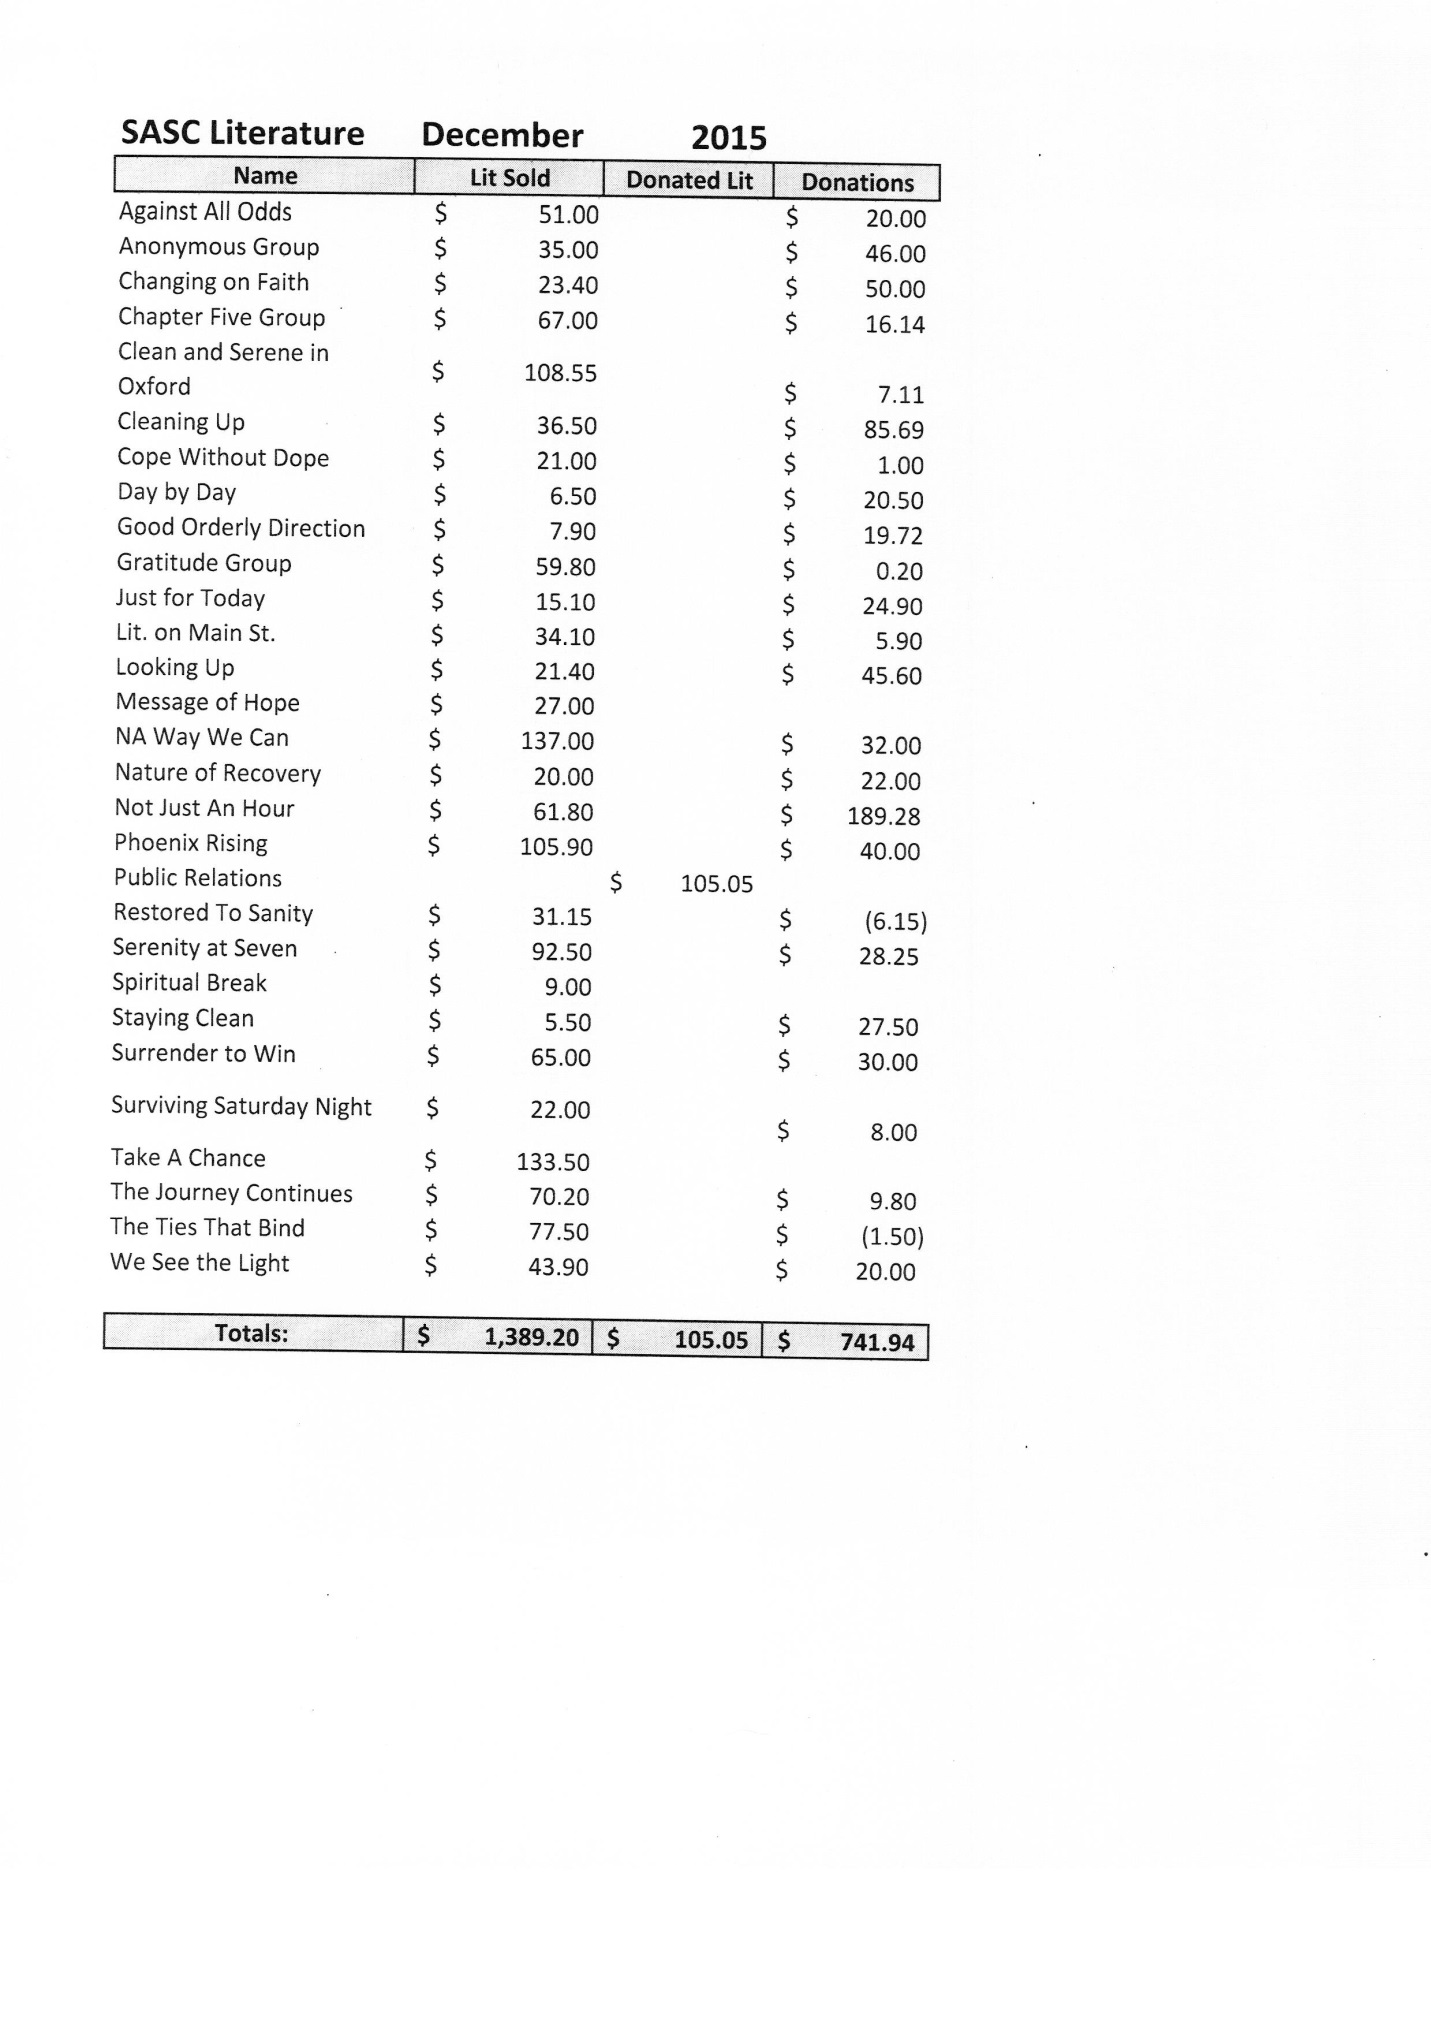 SASC Literature December 2015
Name Lit Sold Donated Lit Donations
Against All Odds $ 51.00 $ 20.00
Anonymous Group $ 35.00 $ 46.00
Changing on Faith $ 23.40 $ 50.00
Chapter Five Group $ 67.00 $ 16.14
Clean and Serene in
Oxford $ 108.55 $ 7.11
Cleaning Up $ 36.50 $ 85.69
Cope Without Dope $ 21.00 $ 1.00
Day by Day $ 6.50 $ 20.50
Good Orderly Direction $ 7.90 $ 19.72
Gratitude Group $ 59.80 $ 0.20
Just for Today $ 15.10 $ 24.90
Lit. on Main St. $ 34.10 $ 5.90
Looking Up $ 21.40 $ 45.60
Message of Hope $ 27.00
NA Way We Can $ 137.00 $ 32.00
Nature of Recovery $ 20.00 $ 22.00
Not Just An Hour $ 61.80 $ 189.28
Phoenix Rising $ 105.90 $ 40.00
Public Relations $ 105.05
Restored To Sanity $ 31.15 $ (6.15)
Serenity at Seven $ 92.50 $ 28.25
Spiritual Break $ 9.00
Staying Clean $ 5.50 $ 27.50
Surrender to Win $ 65.00 $ 30.00
Surviving Saturday Night $ 22.00 $ 8.00
Take A Chance $ 133.50
The Journey Continues $ 70.20 $ 9.80
The Ties That Bind $ 77.50 $ (1.50)
We See the Light $ 43.90 $ 20.00
Totals: $ 1,389.20 $ 105.05 $ 741.94